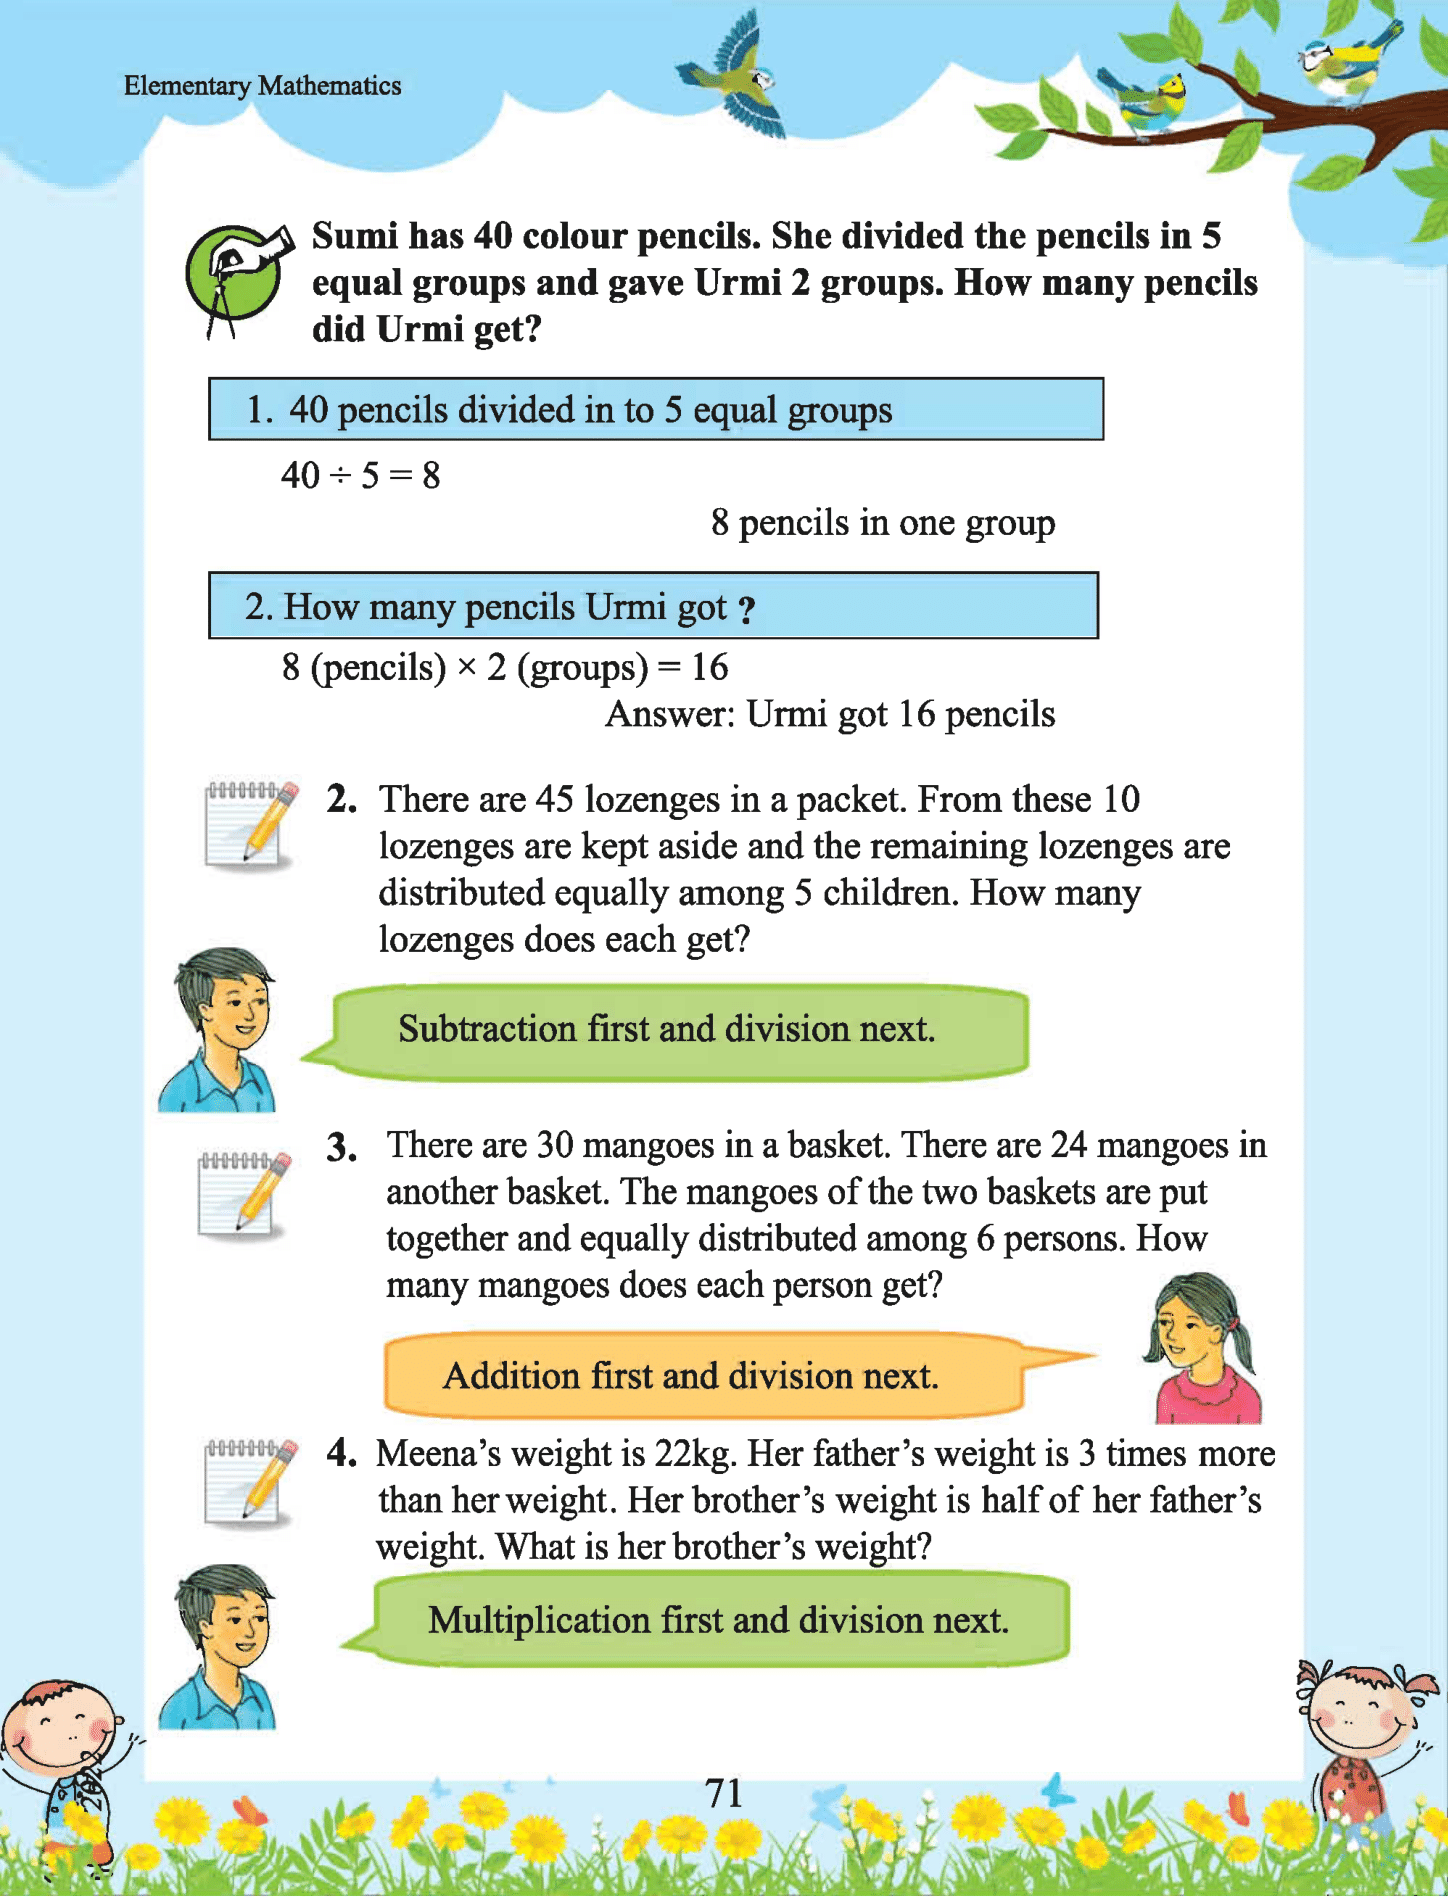 Elementary Mathematics
Sumi has 40 colour pencils. She divided the pencils in 5
equal groups and gave Urmi 2 groups. How many pencils
did Urmi get?
1. 40 pencils divided in to 5 equal groups
40 ÷ 5 = 8
8 pencils in one group
2. How many pencils Urmi got ?
8 (pencils) × 2 (groups) = 16
Answer: Urmi got 16 pencils
2. There are 45 lozenges in a packet. From these 10
lozenges are kept aside and the remaining lozenges are
distributed equally among 5 children. How many
lozenges does each get?
Subtraction first and division next.
3. There are 30 mangoes in a basket. There are 24 mangoes in
another basket. The mangoes of the two baskets are put
together and equally distributed among 6 persons. How
many mangoes does each person get?
Addition first and division next.
4. Meena's weight is 22kg. Her father's weight is 3 times more
than her weight. Her brother's weight is half of her father's
weight. What is her brother's weight?
Multiplication first and division next.
71